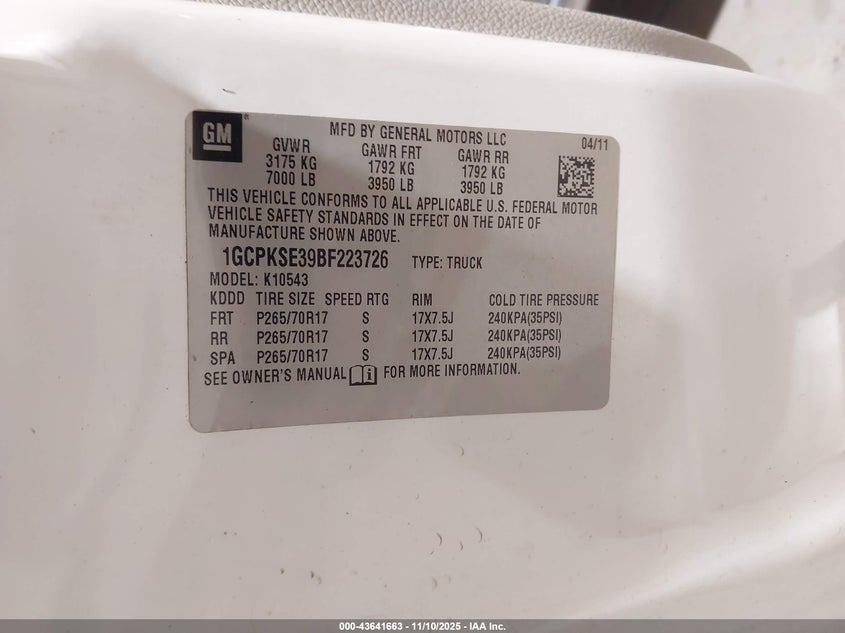 GM
MFD BY GENERAL MOTORS LLC 04/11
GVWR GAWR FRT GAWR RR
3175 KG 1792 KG 1792 KG
7000 LB 3950 LB 3950 LB
THIS VEHICLE CONFORMS TO ALL APPLICABLE U.S. FEDERAL MOTOR
VEHICLE SAFETY STANDARDS IN EFFECT ON THE DATE OF
MANUFACTURE SHOWN ABOVE.
1GCPKSE39BF223726 TYPE: TRUCK
MODEL: K10543
KDDD TIRE SIZE SPEED RTG RIM COLD TIRE PRESSURE
FRT P265/70R17 S 17X7.5J 240KPA(35PSI)
RR P265/70R17 S 17X7.5J 240KPA(35PSI)
SPA P265/70R17 S 17X7.5J 240KPA(35PSI)
SEE OWNER'S MANUAL FOR MORE INFORMATION.
000-43641663 - 11/10/2025 - IAA Inc.